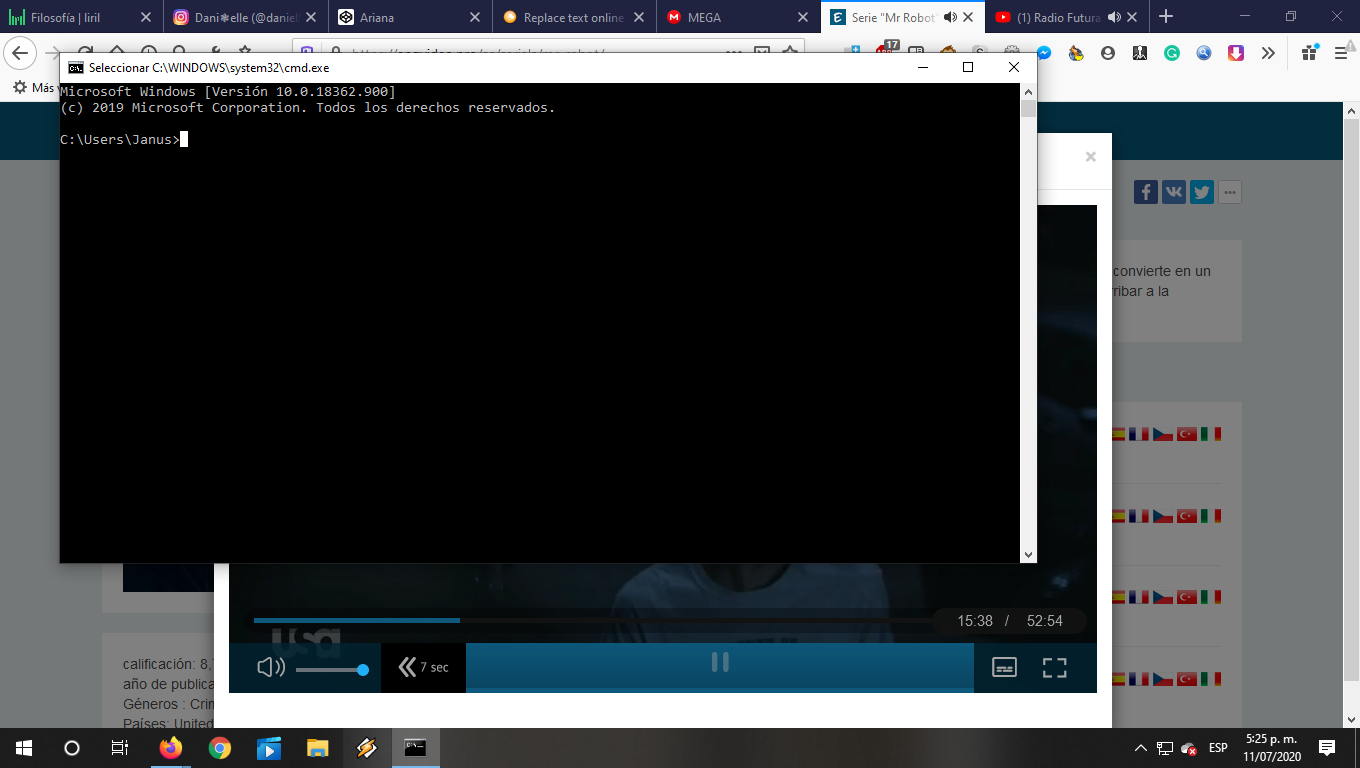 Filosofía | liril
Dani❃elle (@daniel
Ariana
Replace text online
MEGA
Serie "Mr Robot"
(1) Radio Futura
17
Más
Seleccionar C:\WINDOWS\system32\cmd.exe
Microsoft Windows [Versión 10.0.18362.900]
(c) 2019 Microsoft Corporation. Todos los derechos reservados.
C:\Users\Janus>
convierte en un
ribar a la
15:38 / 52:54
usa
7 sec
calificación: 8.
año de publica
Géneros : Crim
Países: United
ESP
5:25 p. m.
11/07/2020